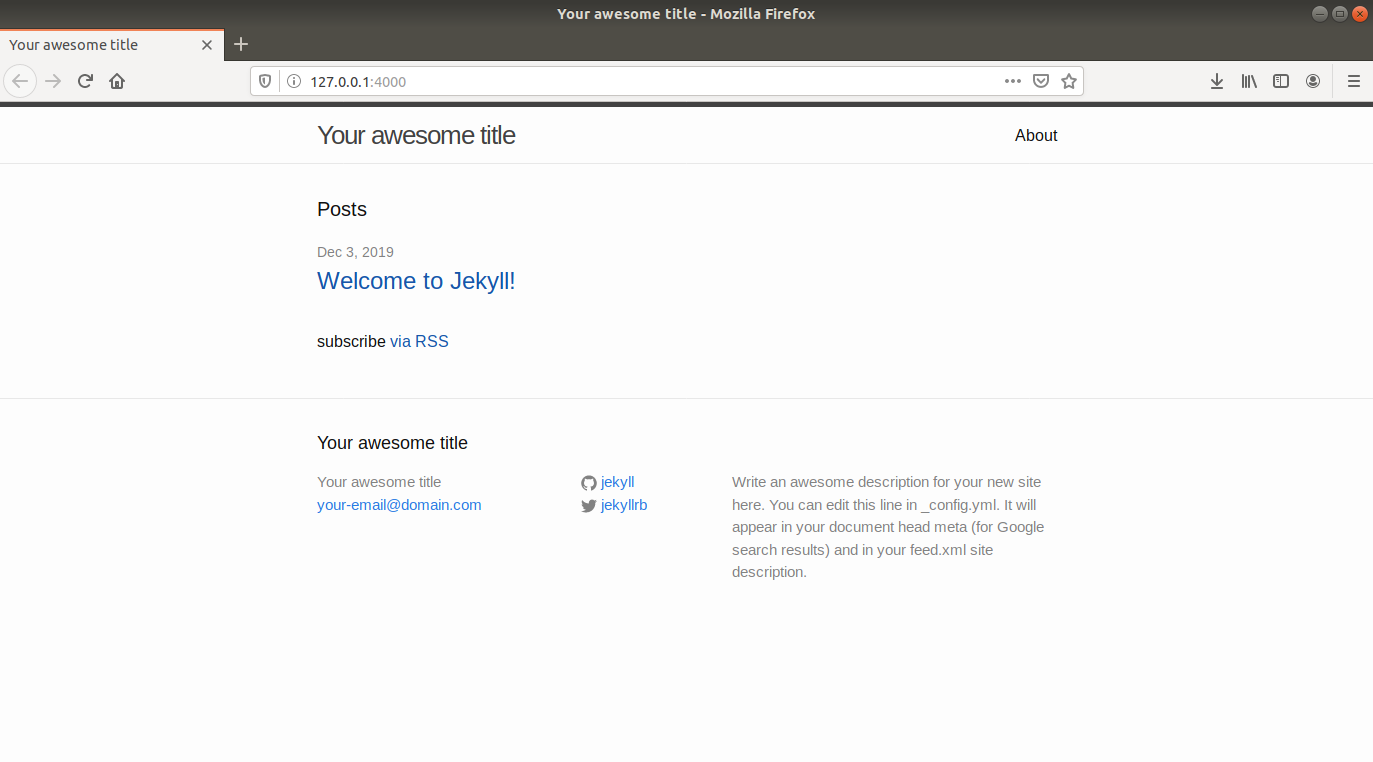 Your awesome title - Mozilla Firefox
Your awesome title
127.0.0.1:4000
Your awesome title
About
Posts
Dec 3, 2019
Welcome to Jekyll!
subscribe via RSS
Your awesome title
Your awesome title
your-email@domain.com
jekyll
jekyllrb
Write an awesome description for your new site
here. You can edit this line in _config.yml. It will
appear in your document head meta (for Google
search results) and in your feed.xml site
description.